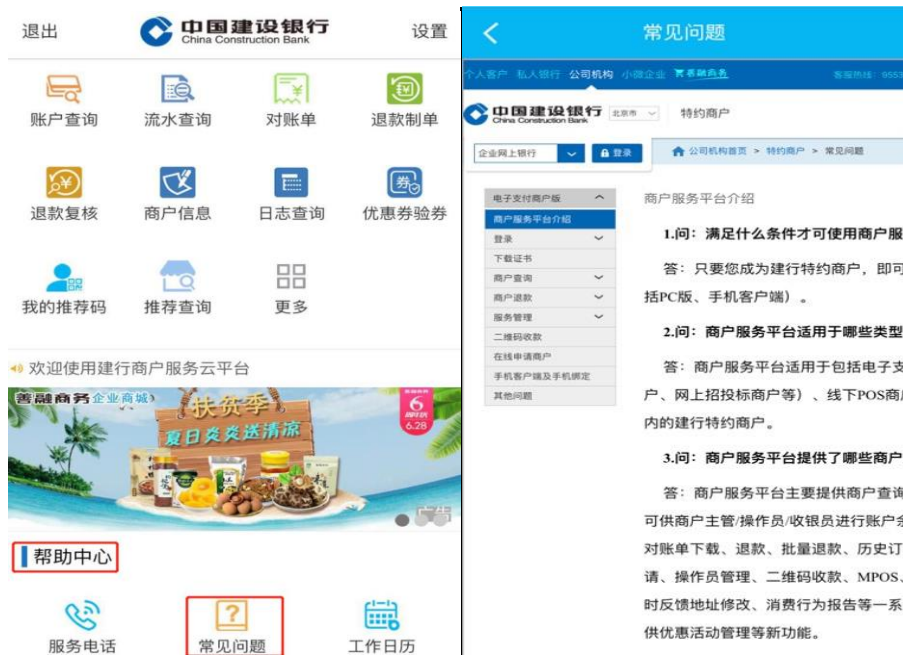 退出
中国建设银行
China Construction Bank
设置
账户查询
流水查询
对账单
退款制单
退款复核
商户信息
日志查询
券
优惠券验券
我的推荐码
推荐查询
更多
欢迎使用建行商户服务云平台
善融商务企业商城
扶贫季
夏日炎炎送清凉
6
6.28
广告
帮助中心
服务电话
常见问题
工作日历
常见问题
个人客户 私人银行 公司机构 小微企业 善融商务
客服热线：9553
中国建设银行
China Construction Bank
北京市
特约商户
企业网上银行
登录
公司机构首页 > 特约商户 > 常见问题
电子支付商户版
商户服务平台介绍
登录
下载证书
商户查询
商户退款
服务管理
二维码收款
在线申请商户
手机客户端及手机绑定
其他问题
商户服务平台介绍
1.问：满足什么条件才可使用商户服
答：只要您成为建行特约商户，即可
括PC版、手机客户端）。
2.问：商户服务平台适用于哪些类型
答：商户服务平台适用于包括电子支
户、网上招投标商户等）、线下POS商
内的建行特约商户。
3.问：商户服务平台提供了哪些商户
答：商户服务平台主要提供商户查询
可供商户主管/操作员/收银员进行账户余
对账单下载、退款、批量退款、历史订
请、操作员管理、二维码收款、MPOS、
时反馈地址修改、消费行为报告等一系
供优惠活动管理等新功能。